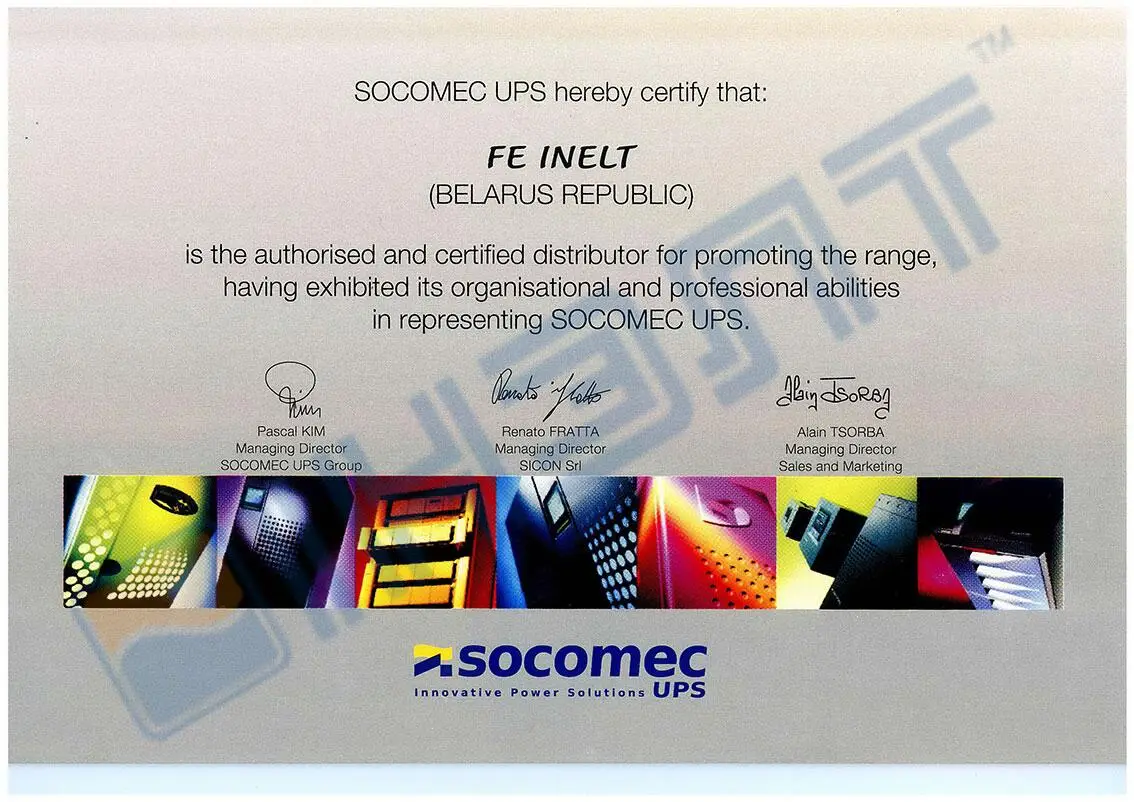 SOCOMEC UPS hereby certify that:
FE INELT
(BELARUS REPUBLIC)
is the authorised and certified distributor for promoting the range,
having exhibited its organisational and professional abilities
in representing SOCOMEC UPS.
Pascal KIM
Managing Director
SOCOMEC UPS Group
Renato FRATTA
Managing Director
SICON Srl
Alain TSORBA
Managing Director
Sales and Marketing
socomec
Innovative Power Solutions UPS
ИНЭЛТ™